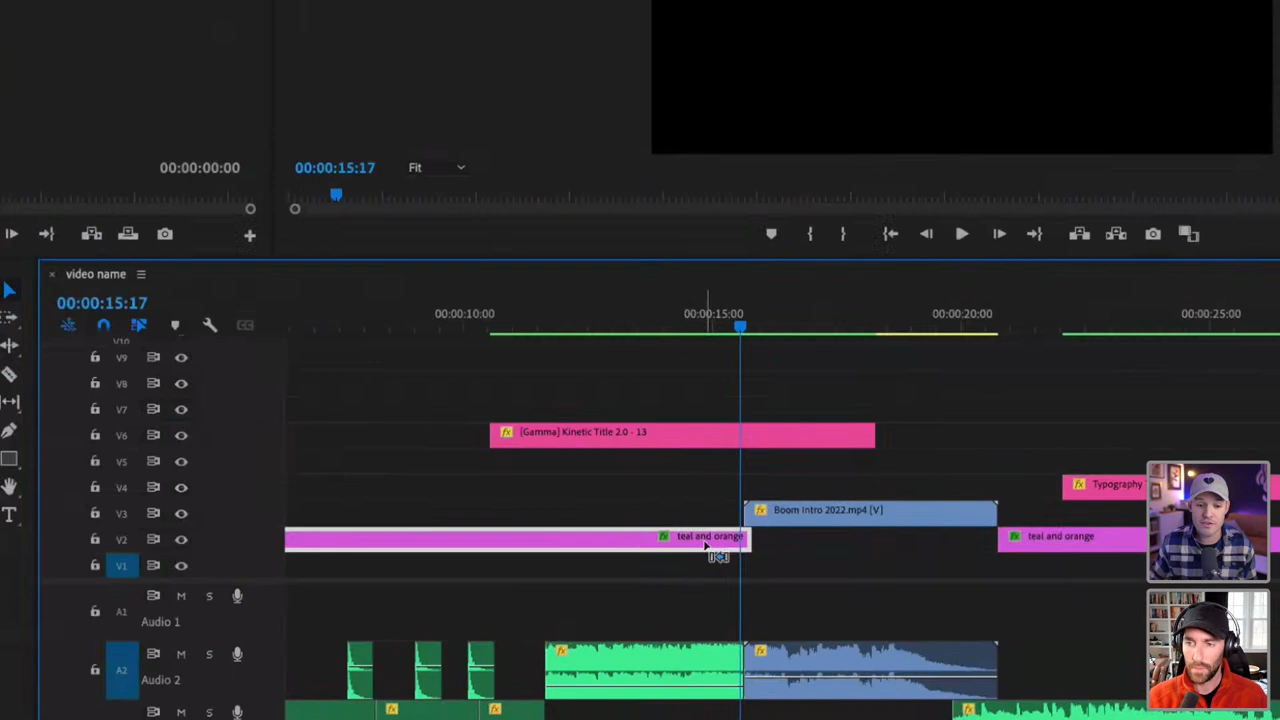 00:00:00:00
00:00:15:17
Fit
video name
00:00:15:17
00:00:10:00
00:00:15:00
00:00:20:00
00:00:25:00
V10
V9
V8
V7
V6
[Gamma] Kinetic Title 2.0 - 13
V5
V4
Typography
V3
Boom Intro 2022.mp4 [V]
V2
teal and orange
teal and orange
V1
M
S
A1
Audio 1
M
S
A2
Audio 2
M
S